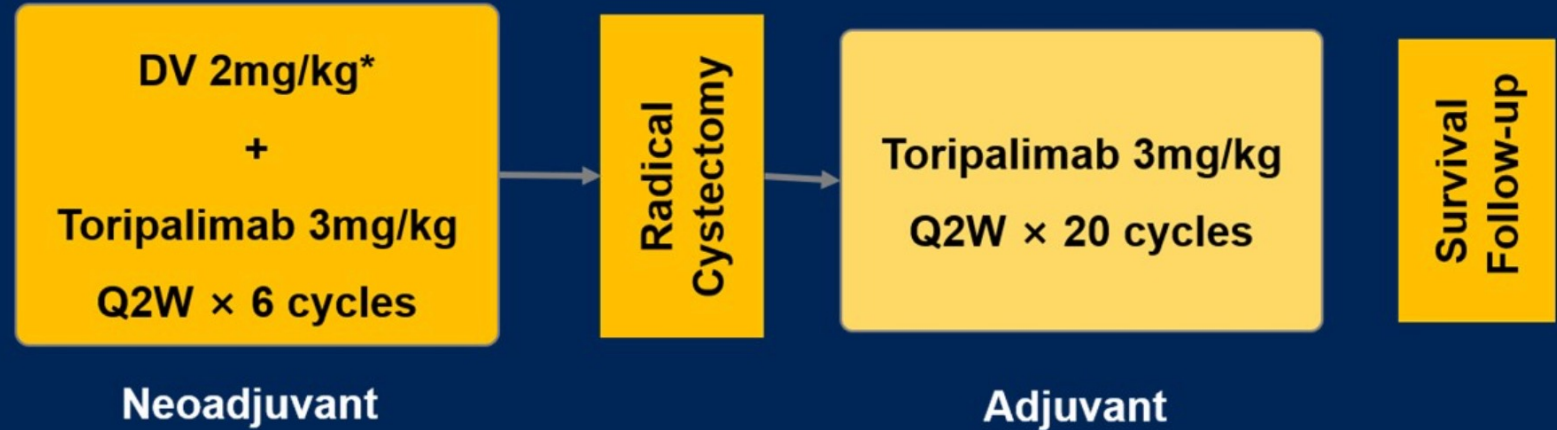 DV 2mg/kg*
+
Toripalimab 3mg/kg
Q2W × 6 cycles
Neoadjuvant
Radical
Cystectomy
Toripalimab 3mg/kg
Q2W × 20 cycles
Adjuvant
Survival
Follow-up